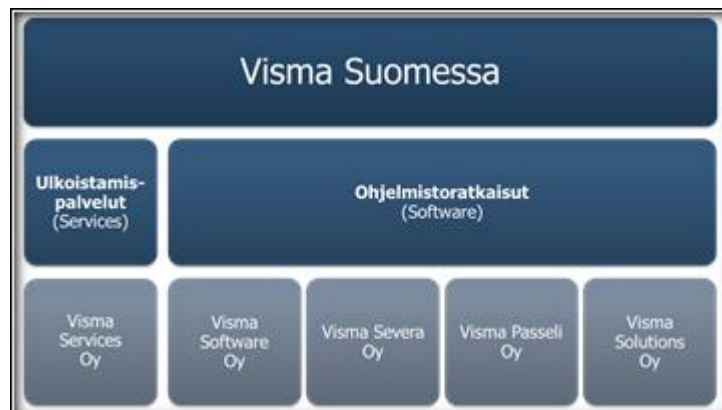 Visma Suomessa
Ulkoistamis-
palvelut
(Services)
Ohjelmistoratkaisut
(Software)
Visma
Services
Oy
Visma
Software
Oy
Visma Severa
Oy
Visma Passeli
Oy
Visma
Solutions
Oy